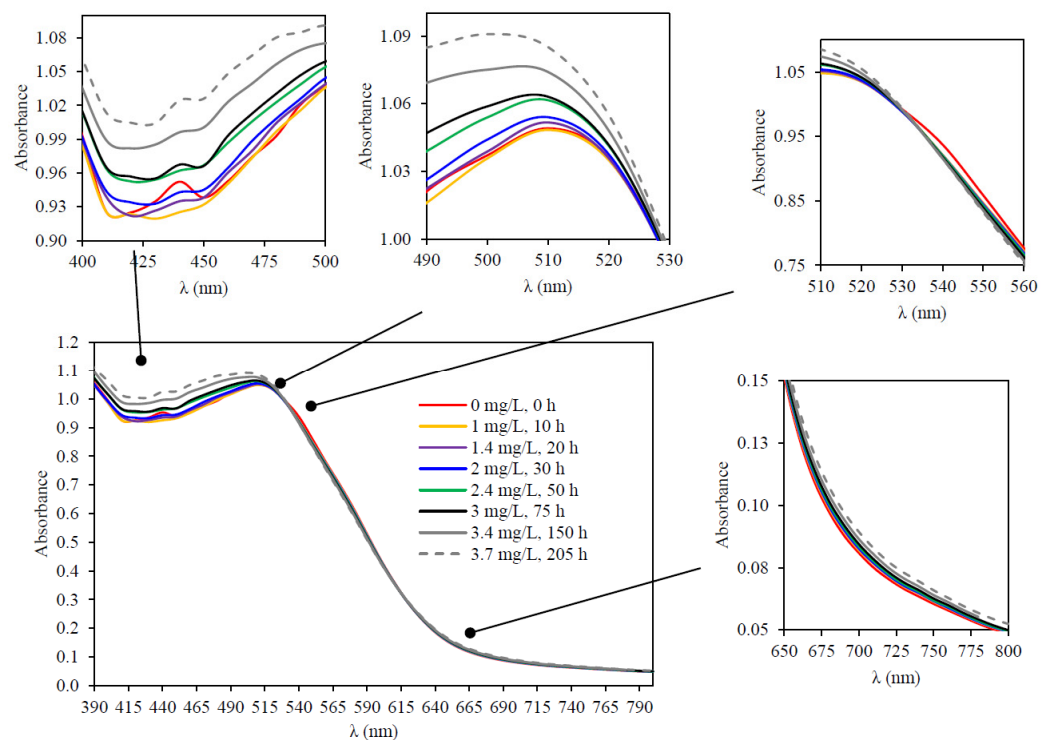 1.08
1.05
1.02
0.99
0.96
0.93
0.90
Absorbance
400 425 450 475 500
λ (nm)
1.09
1.06
1.03
1.00
Absorbance
490 500 510 520 530
λ (nm)
1.05
0.95
0.85
0.75
Absorbance
510 520 530 540 550 560
λ (nm)
1.2
1.1
1.0
0.9
0.8
0.7
0.6
0.5
0.4
0.3
0.2
0.1
0.0
Absorbance
390 415 440 465 490 515 540 565 590 615 640 665 690 715 740 765 790
λ (nm)
0 mg/L, 0 h
1 mg/L, 10 h
1.4 mg/L, 20 h
2 mg/L, 30 h
2.4 mg/L, 50 h
3 mg/L, 75 h
3.4 mg/L, 150 h
3.7 mg/L, 205 h
0.15
0.13
0.10
0.08
0.05
Absorbance
650 675 700 725 750 775 800
λ (nm)